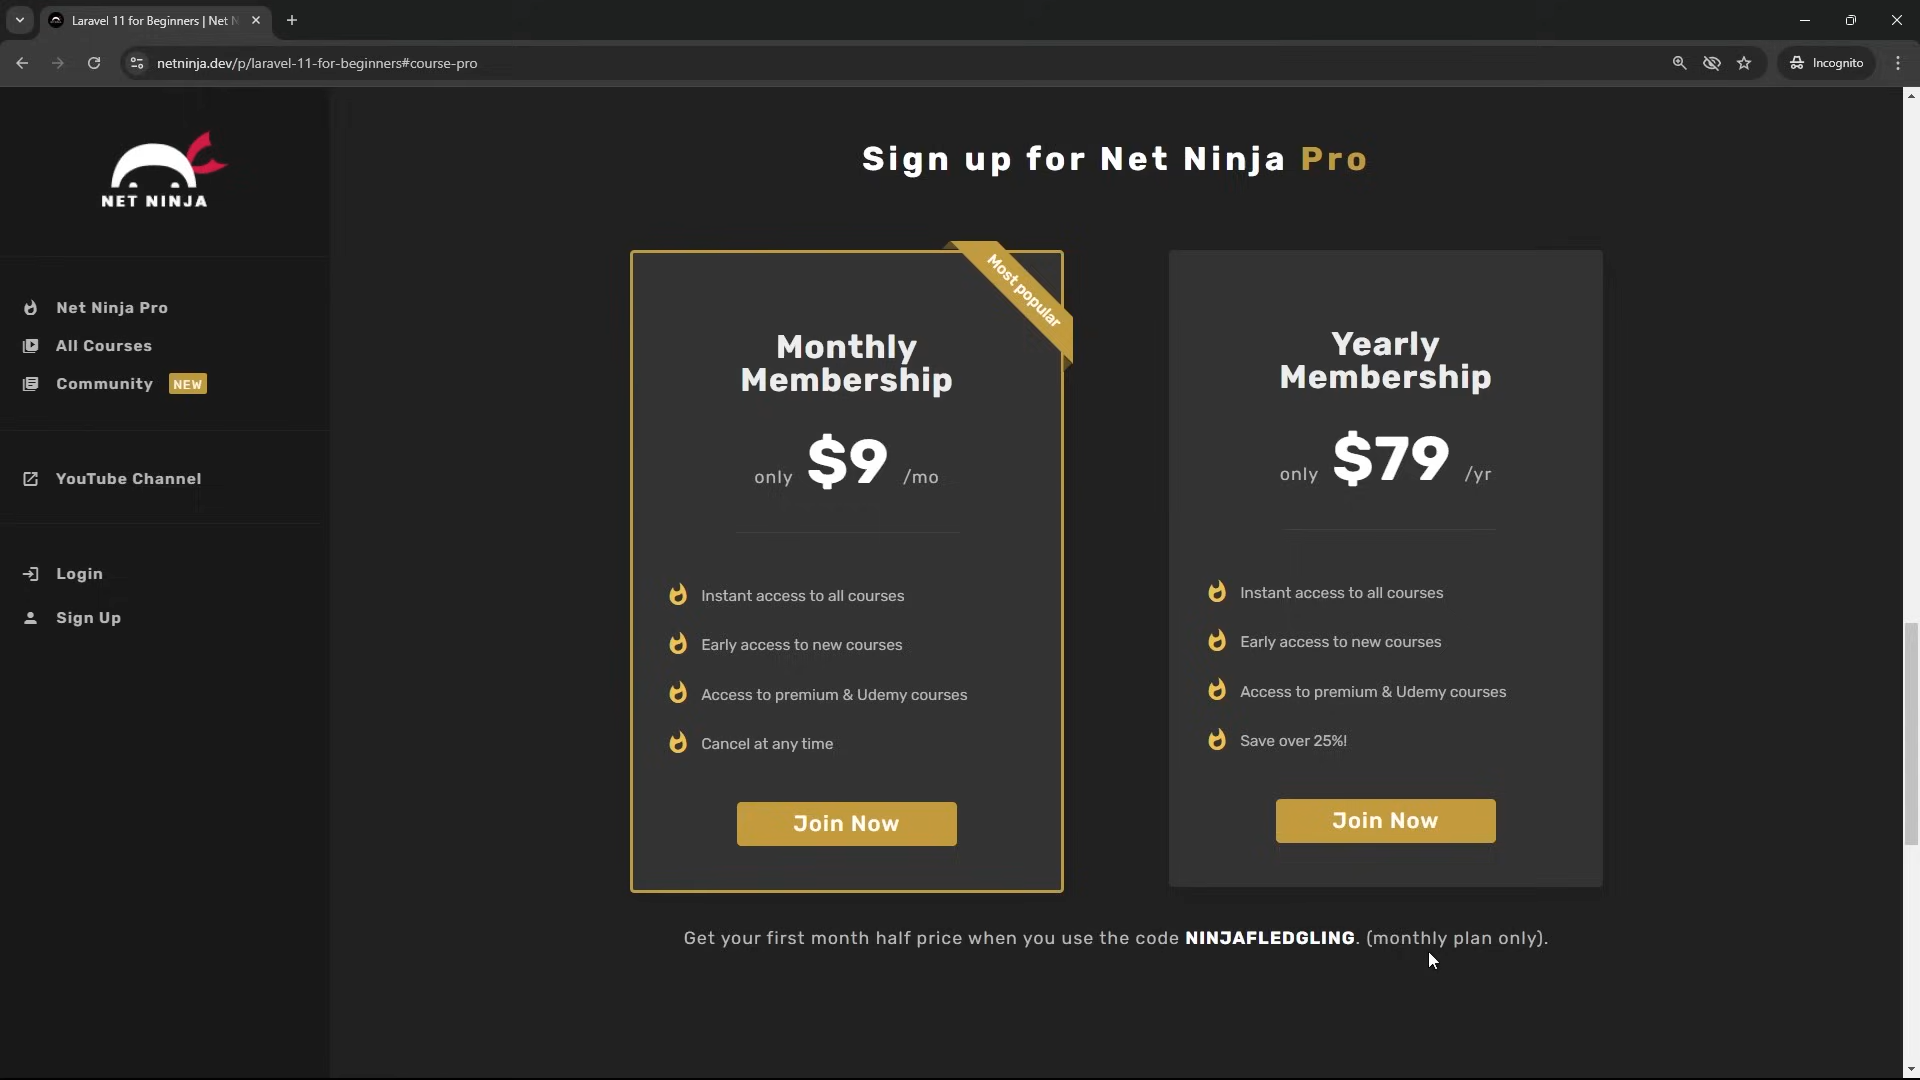 Laravel 11 for Beginners | Net N
netninja.dev/p/laravel-11-for-beginners#course-pro
Incognito
NET NINJA
Net Ninja Pro
All Courses
Community NEW
YouTube Channel
Login
Sign Up
Sign up for Net Ninja Pro
Most popular
Monthly
Membership
only $9 /mo
Instant access to all courses
Early access to new courses
Access to premium & Udemy courses
Cancel at any time
Join Now
Yearly
Membership
only $79 /yr
Instant access to all courses
Early access to new courses
Access to premium & Udemy courses
Save over 25%!
Join Now
Get your first month half price when you use the code NINJAFLEDGLING. (monthly plan only).